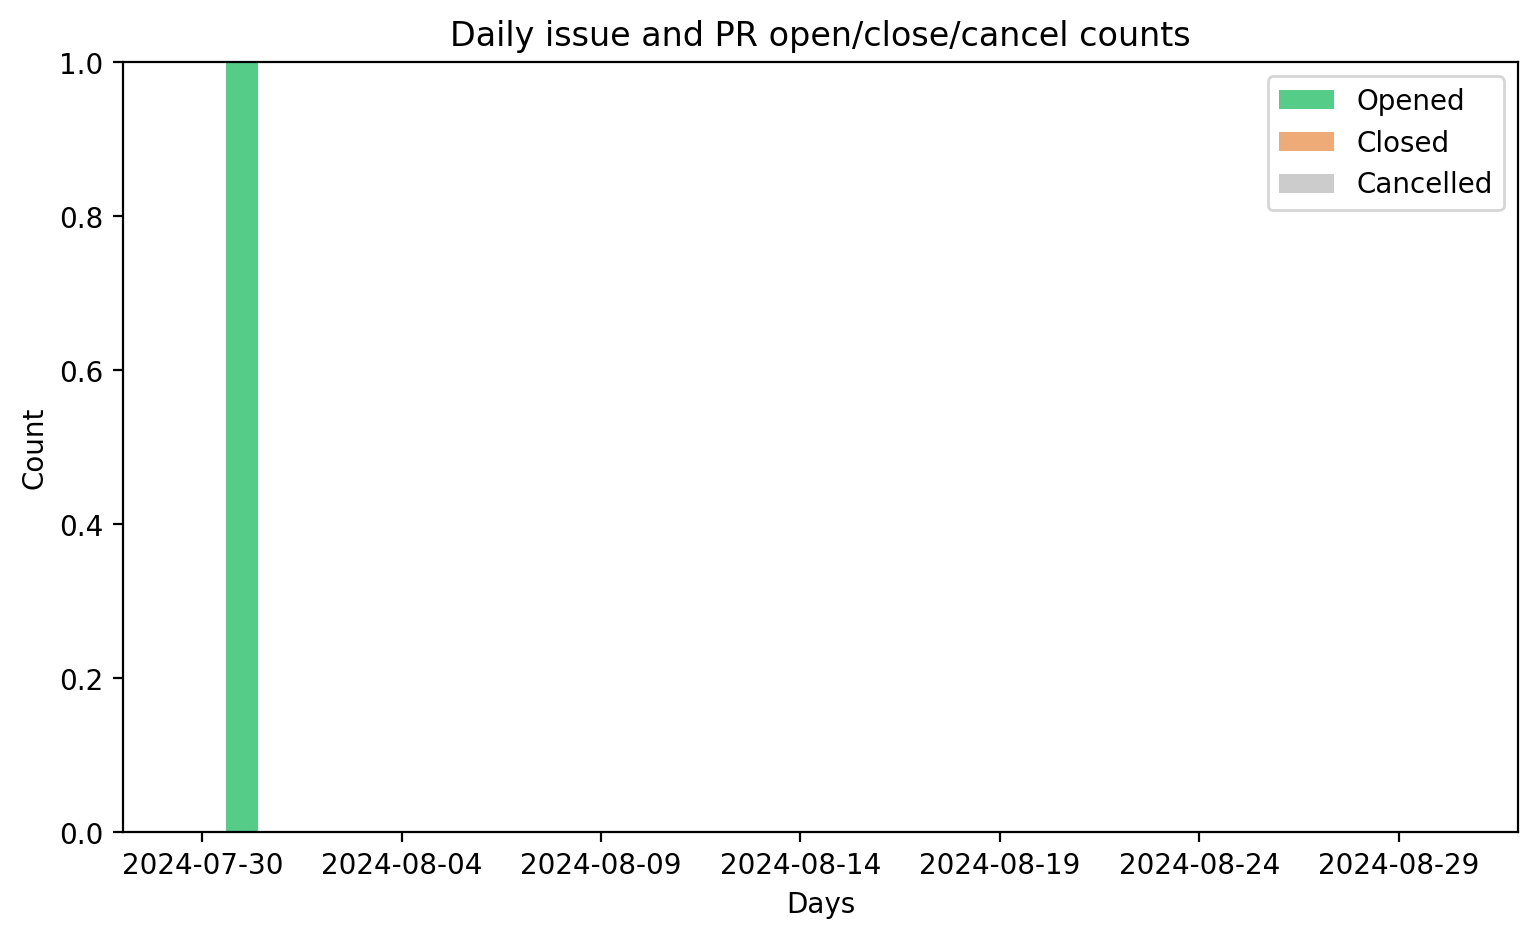 Daily issue and PR open/close/cancel counts
1.0
0.8
0.6
0.4
0.2
0.0
Count
Opened
Closed
Cancelled
2024-07-30 2024-08-04 2024-08-09 2024-08-14 2024-08-19 2024-08-24 2024-08-29
Days